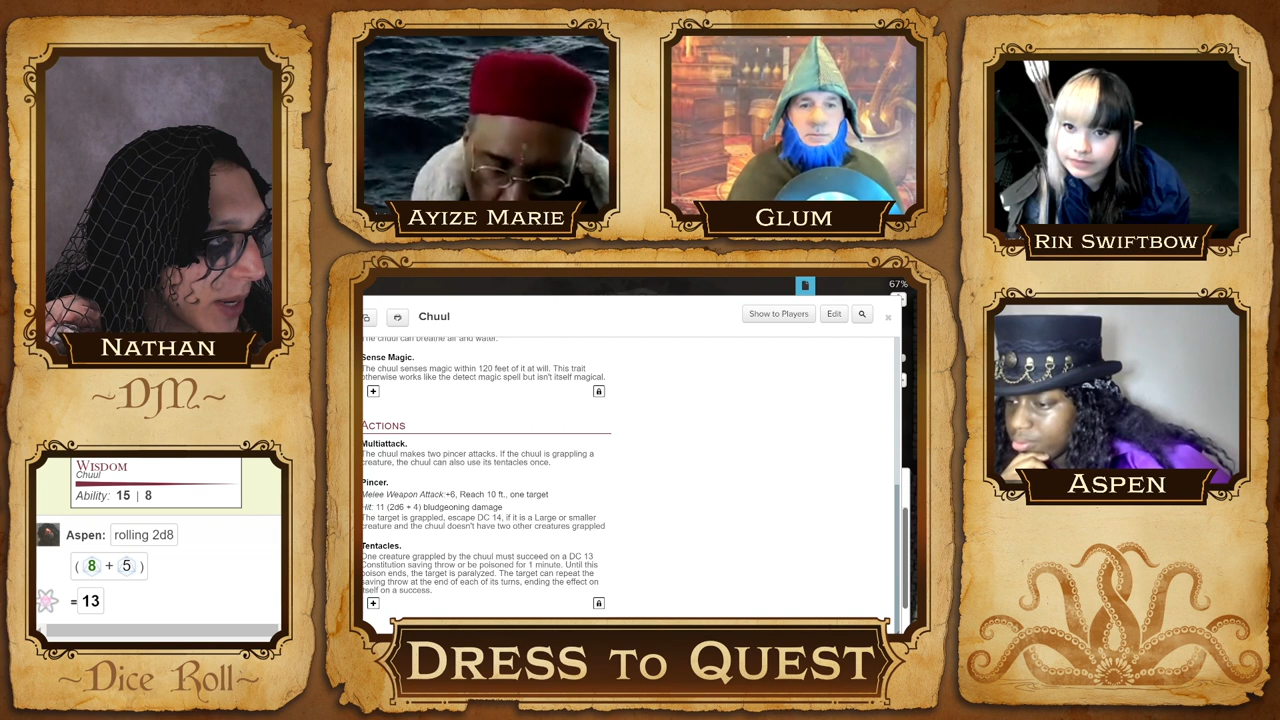 NATHAN
~DM~
WISDOM
Chuul
Ability: 15 | 8
Aspen: rolling 2d8
( 8 + 5 )
=13
~Dice Roll~
AYIZE MARIE
GLUM
67%
Chuul
Show to Players
Edit
The chuul can breathe air and water.
Sense Magic.
The chuul senses magic within 120 feet of it at will. This trait
otherwise works like the detect magic spell but isn't itself magical.
ACTIONS
Multiattack.
The chuul makes two pincer attacks. If the chuul is grappling a
creature, the chuul can also use its tentacles once.
Pincer.
Melee Weapon Attack:+6, Reach 10 ft., one target
Hit: 11 (2d6 + 4) bludgeoning damage
The target is grappled, escape DC 14, if it is a Large or smaller
creature and the chuul doesn't have two other creatures grappled
Tentacles.
One creature grappled by the chuul must succeed on a DC 13
Constitution saving throw or be poisoned for 1 minute. Until this
poison ends, the target is paralyzed. The target can repeat the
saving throw at the end of each of its turns, ending the effect on
itself on a success.
DRESS TO QUEST
RIN SWIFTBOW
ASPEN